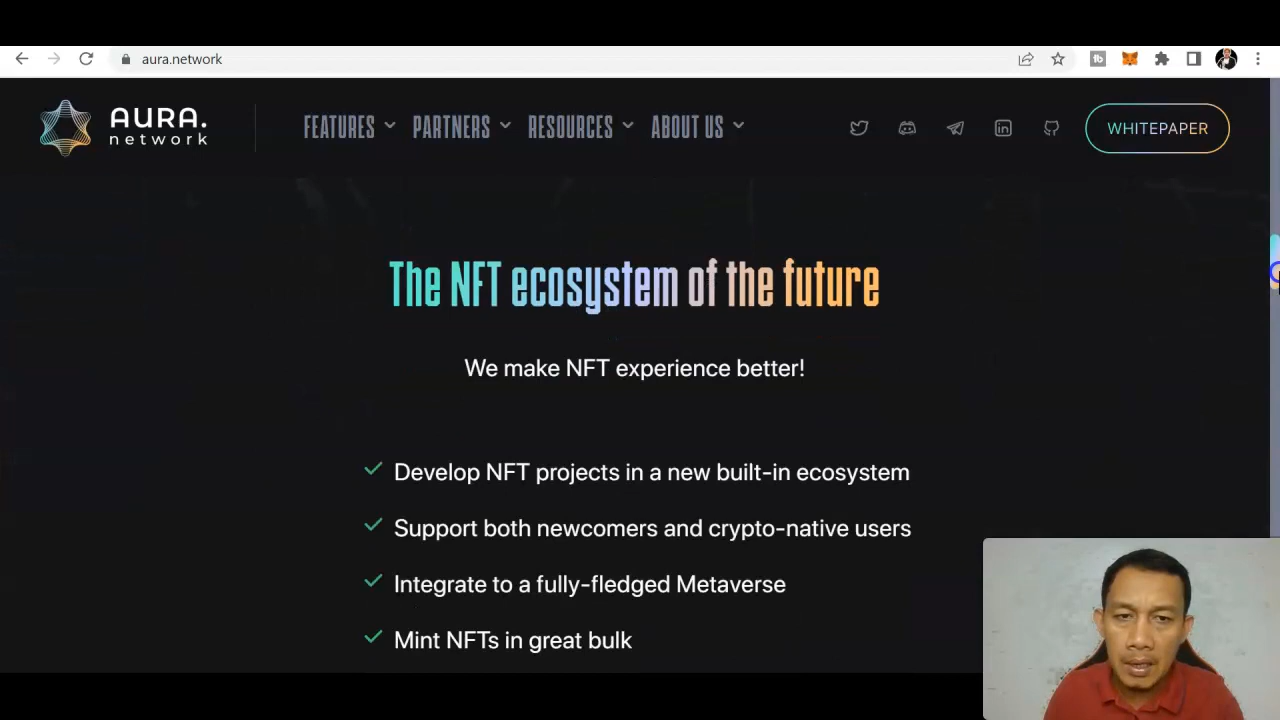 aura.network
AURA.
network
FEATURES
PARTNERS
RESOURCES
ABOUT US
WHITEPAPER
The NFT ecosystem of the future
We make NFT experience better!
Develop NFT projects in a new built-in ecosystem
Support both newcomers and crypto-native users
Integrate to a fully-fledged Metaverse
Mint NFTs in great bulk